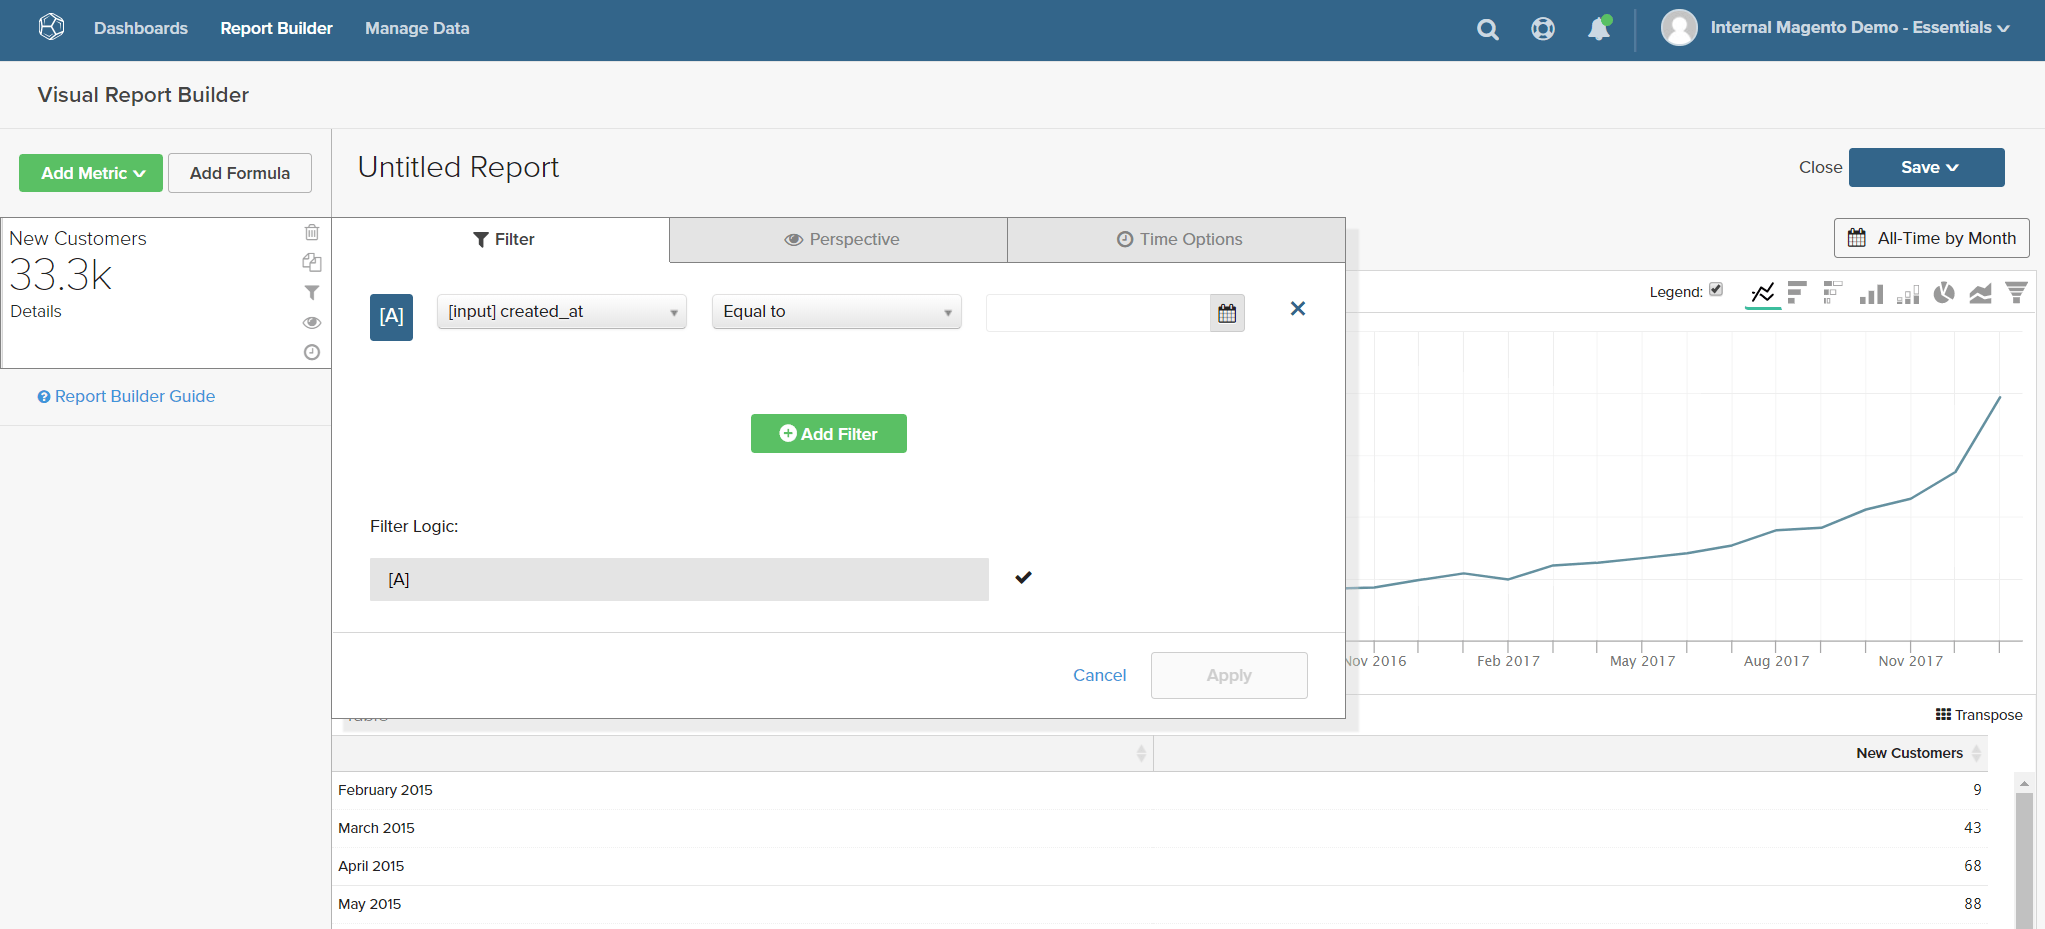 Dashboards Report Builder Manage Data Internal Magento Demo - Essentials
Visual Report Builder
Add Metric Add Formula
Untitled Report
Close Save
New Customers
33.3k
Details
Report Builder Guide
Filter Perspective Time Options
All-Time by Month
Legend:
[A] [input] created_at Equal to
Add Filter
Filter Logic:
[A]
Cancel Apply
Nov 2016 Feb 2017 May 2017 Aug 2017 Nov 2017
Transpose
New Customers
February 2015 9
March 2015 43
April 2015 68
May 2015 88